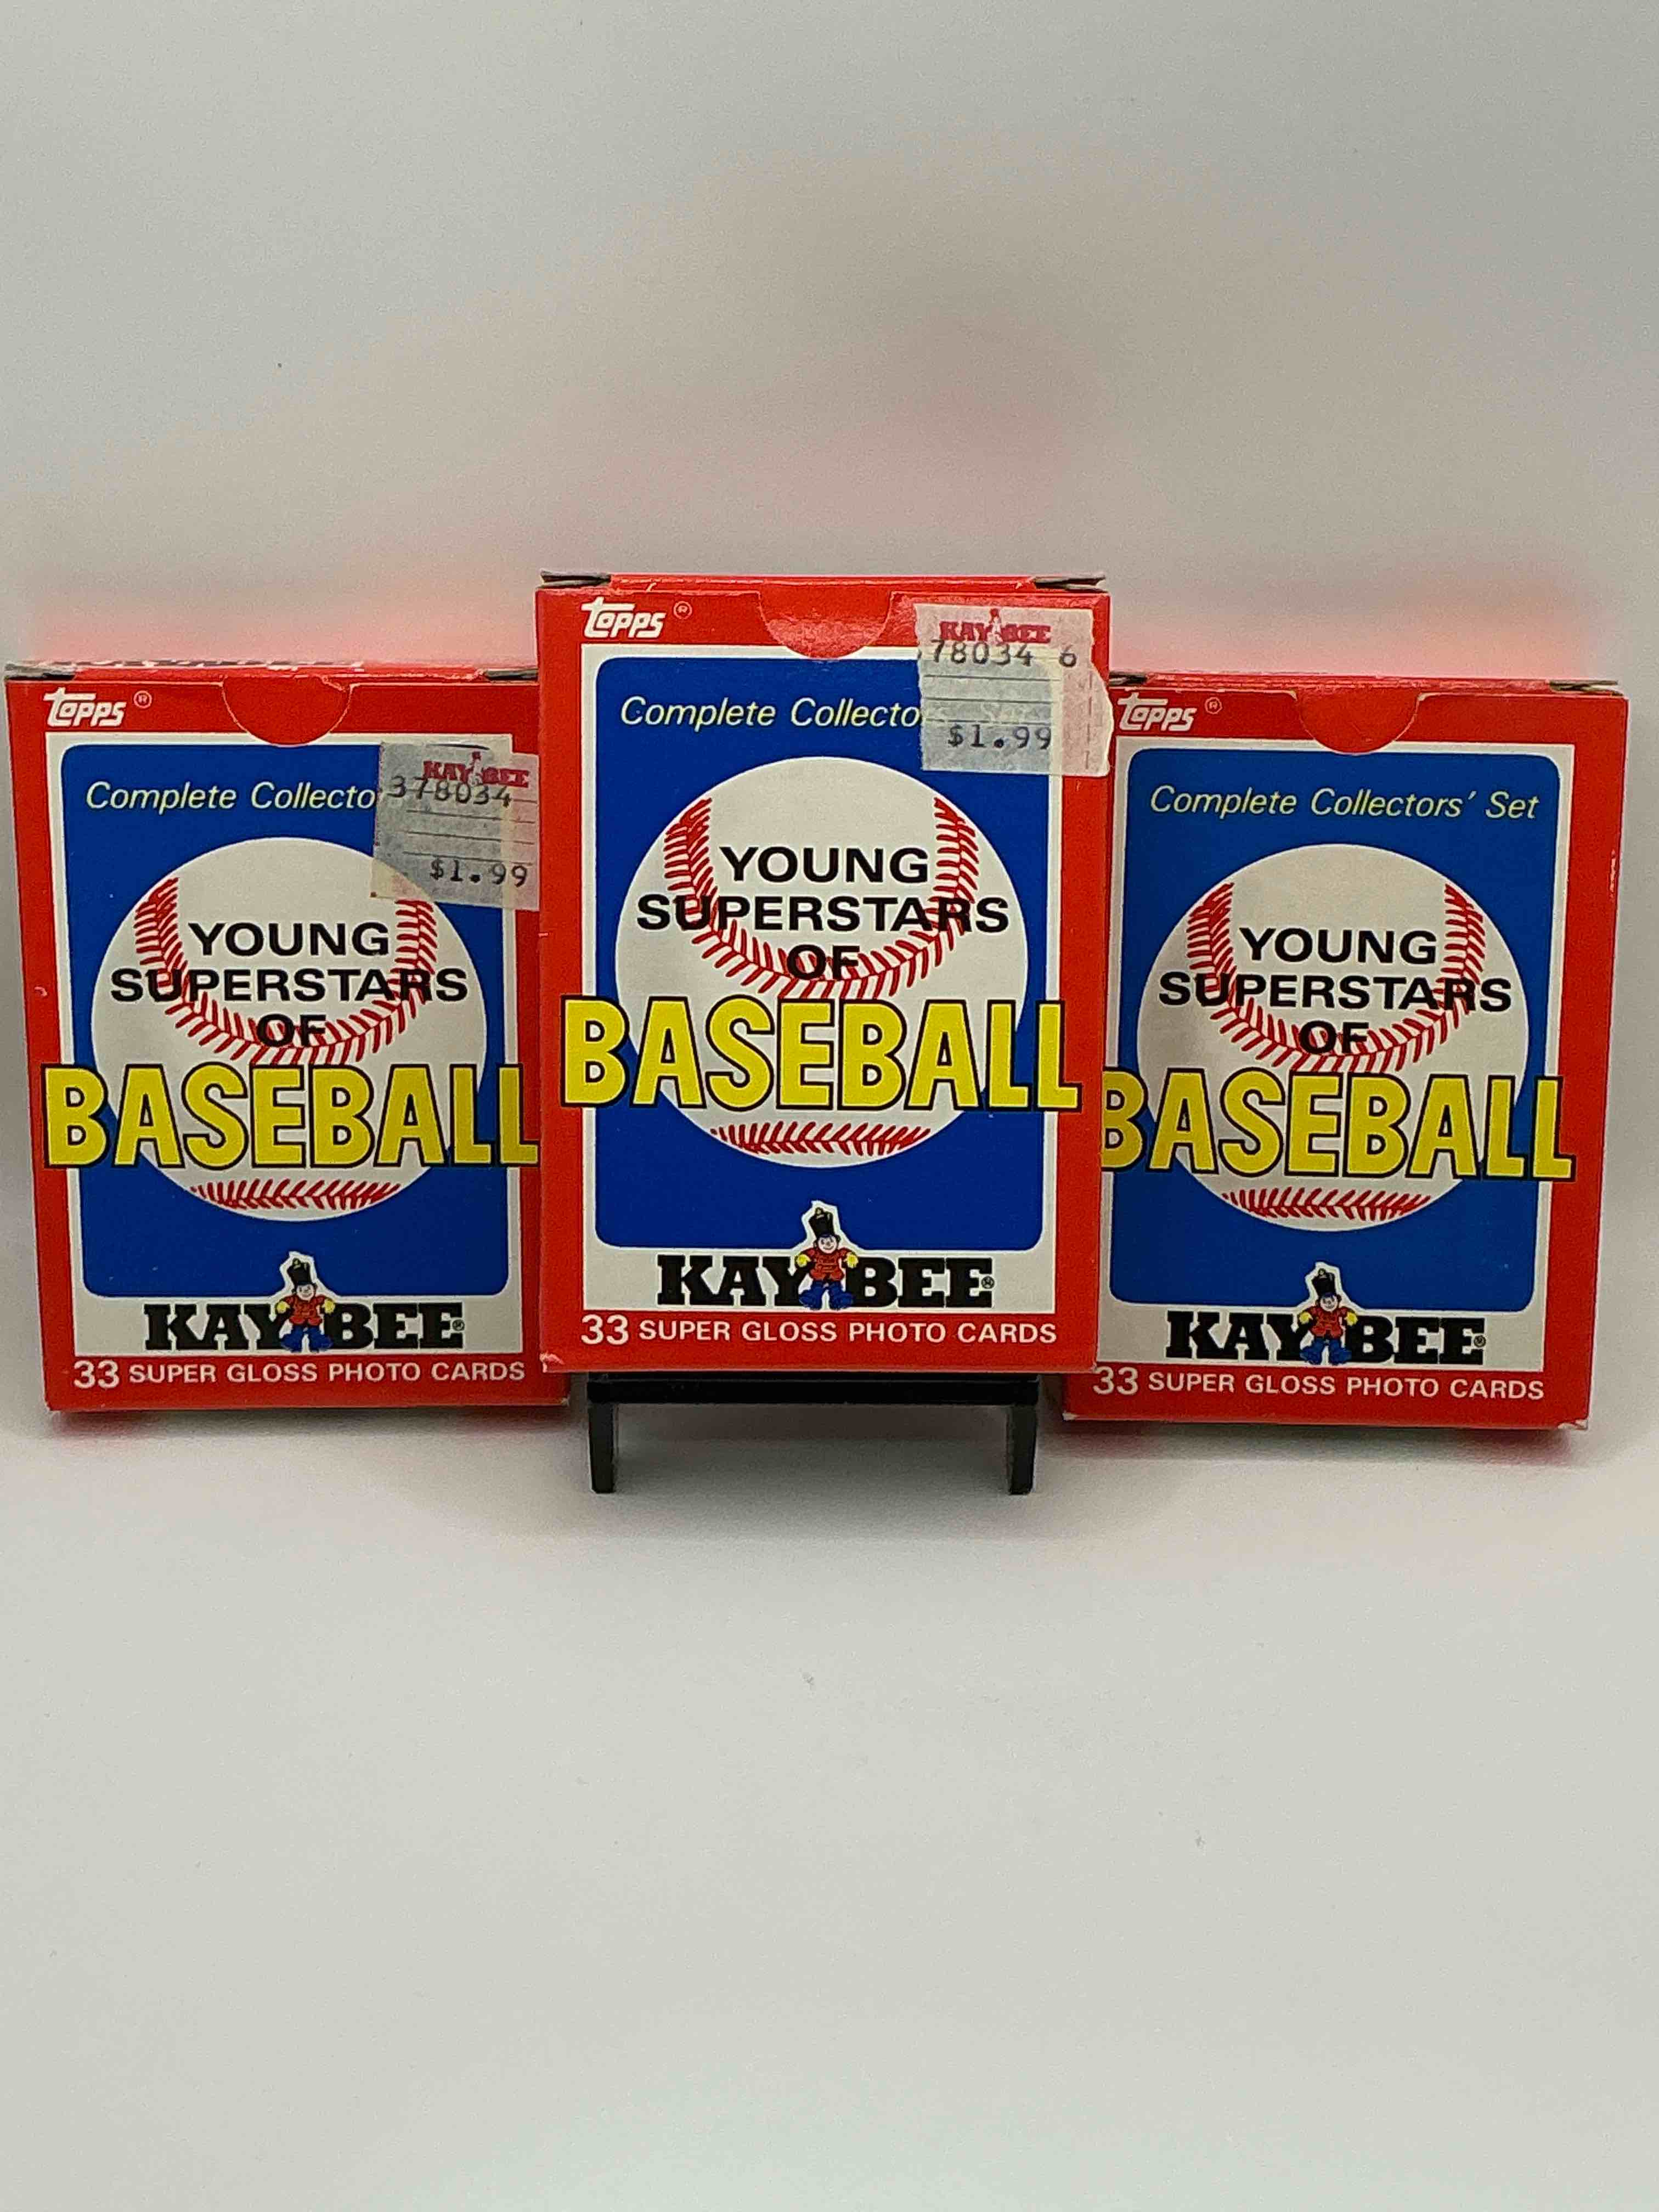 Topps®
Complete Collecto
KAY BEE
378034
$1.99
YOUNG
SUPERSTARS
OF
BASEBALL
KAY BEE®
33 SUPER GLOSS PHOTO CARDS
Topps®
Complete Collecto
KAY BEE
78034 6
$1.99
YOUNG
SUPERSTARS
OF
BASEBALL
KAY BEE®
33 SUPER GLOSS PHOTO CARDS
Topps®
Complete Collectors' Set
YOUNG
SUPERSTARS
OF
BASEBALL
KAY BEE®
33 SUPER GLOSS PHOTO CARDS